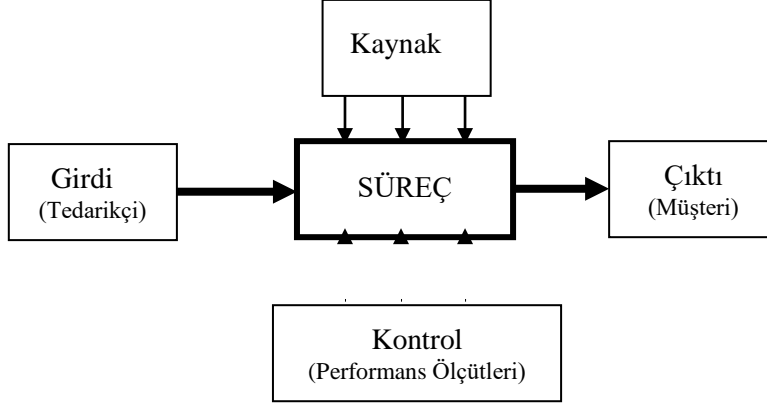 Kaynak
Girdi
(Tedarikçi)
SÜREÇ
Çıktı
(Müşteri)
Kontrol
(Performans Ölçütleri)